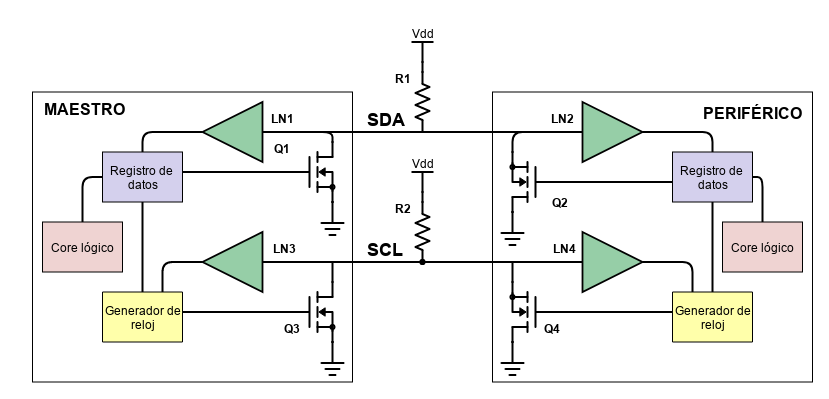 Vdd
R1
MAESTRO
PERIFÉRICO
LN1
SDA
LN2
Q1
Vdd
Registro de
datos
Registro de
datos
Q2
R2
Core lógico
LN3
SCL
LN4
Core lógico
Generador de
reloj
Q3
Q4
Generador de
reloj